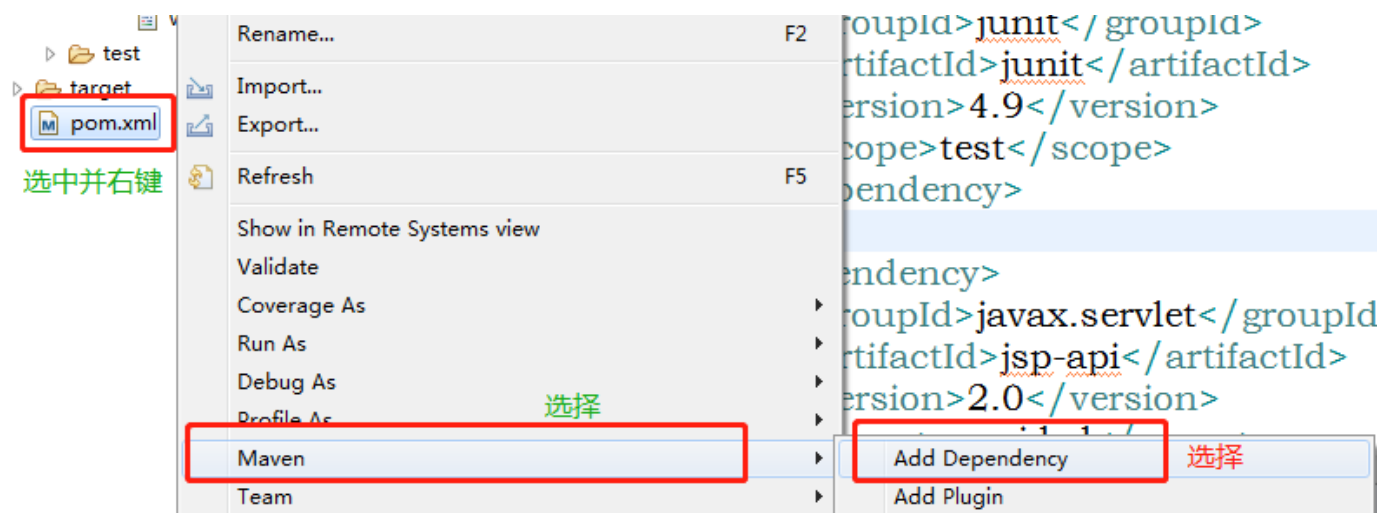 test
target
pom.xml
选中并右键
Rename... F2
Import...
Export...
Refresh F5
Show in Remote Systems view
Validate
Coverage As
Run As
Debug As
Profile As
选择
Maven
Team
Add Dependency
选择
Add Plugin
oupId>junit</groupId>
rtifactId>junit</artifactId>
ersion>4.9</version>
cope>test</scope>
pendency>
endency>
roupId>javax.servlet</groupId
rtifactId>jsp-api</artifactId>
ersion>2.0</version>